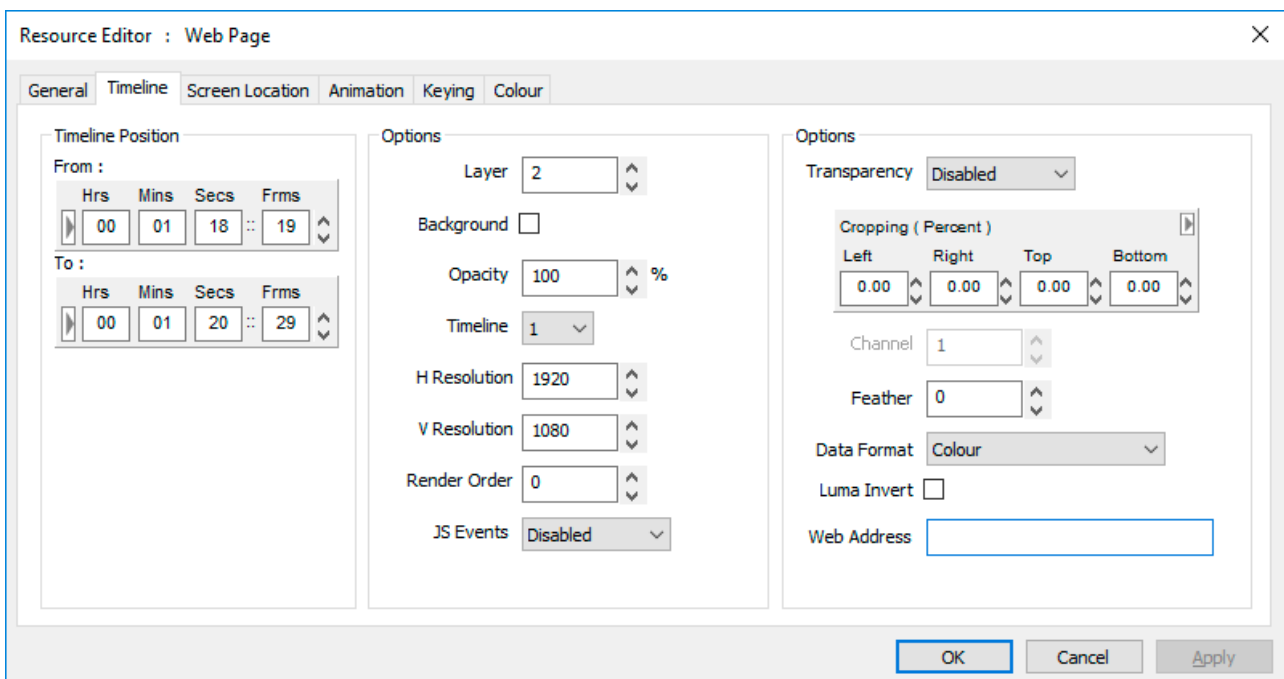 Resource Editor : Web Page
General Timeline Screen Location Animation Keying Colour
Timeline Position
From :
Hrs Mins Secs Frms
00 01 18 :: 19
To :
Hrs Mins Secs Frms
00 01 20 :: 29
Options
Layer 2
Background
Opacity 100 %
Timeline 1
H Resolution 1920
V Resolution 1080
Render Order 0
JS Events Disabled
Options
Transparency Disabled
Cropping ( Percent )
Left Right Top Bottom
0.00 0.00 0.00 0.00
Channel 1
Feather 0
Data Format Colour
Luma Invert
Web Address
OK Cancel Apply